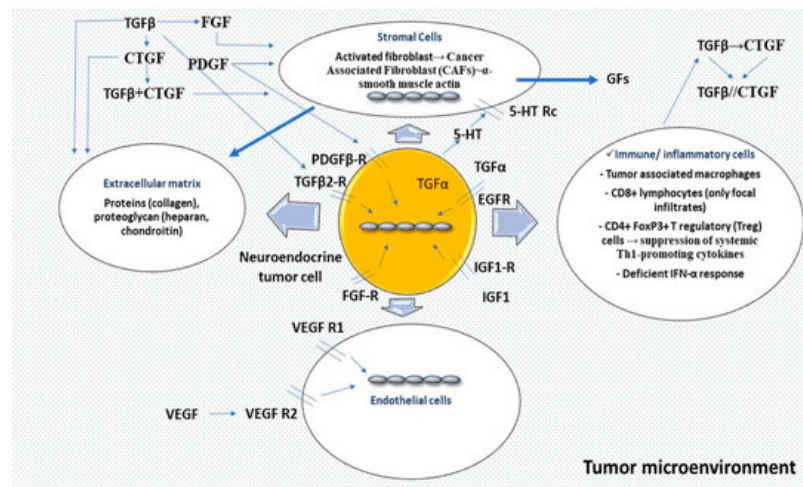 TGFβ
FGF
CTGF
PDGF
TGFβ+CTGF
Stromal Cells
Activated fibroblast→ Cancer
Associated Fibroblast (CAFs)~α-
smooth muscle actin
GFs
TGFβ→CTGF
TGFβ//CTGF
5-HT Rc
5-HT
PDGFβ-R
TGFβ2-R
TGFα
TGFα
EGFR
Extracellular matrix
Proteins (collagen),
proteoglycan (heparan,
chondroitin)
Neuroendocrine
tumor cell
FGF-R
IGF1-R
IGF1
✓Immune/ inflammatory cells
- Tumor associated macrophages
- CD8+ lymphocytes (only focal
infiltrates)
- CD4+ FoxP3+ T regulatory (Treg)
cells → suppression of systemic
Th1-promoting cytokines
- Deficient IFN-α response
VEGF R1
Endothelial cells
VEGF
VEGF R2
Tumor microenvironment